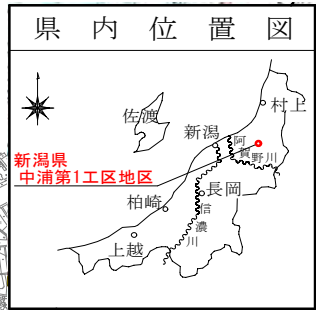 県内位置図
村上
佐渡
新潟
阿賀野川
新潟県
中浦第1工区地区
長岡
柏崎
信濃川
上越